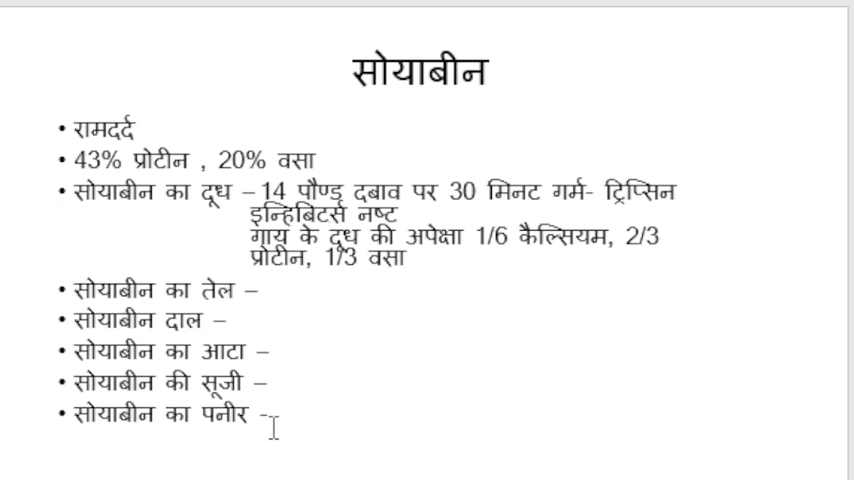 सोयाबीन
• रामदर्द
• 43% प्रोटीन , 20% वसा
• सोयाबीन का दूध – 14 पौण्ड़ दबाव पर 30 मिनट गर्म- ट्रिप्सिन
इन्हिबिटर्स नष्ट
गाय के दूध की अपेक्षा 1/6 कैल्सियम, 2/3
प्रोटीन, 1/3 वसा
• सोयाबीन का तेल –
• सोयाबीन दाल –
• सोयाबीन का आटा –
• सोयाबीन की सूजी –
• सोयाबीन का पनीर -